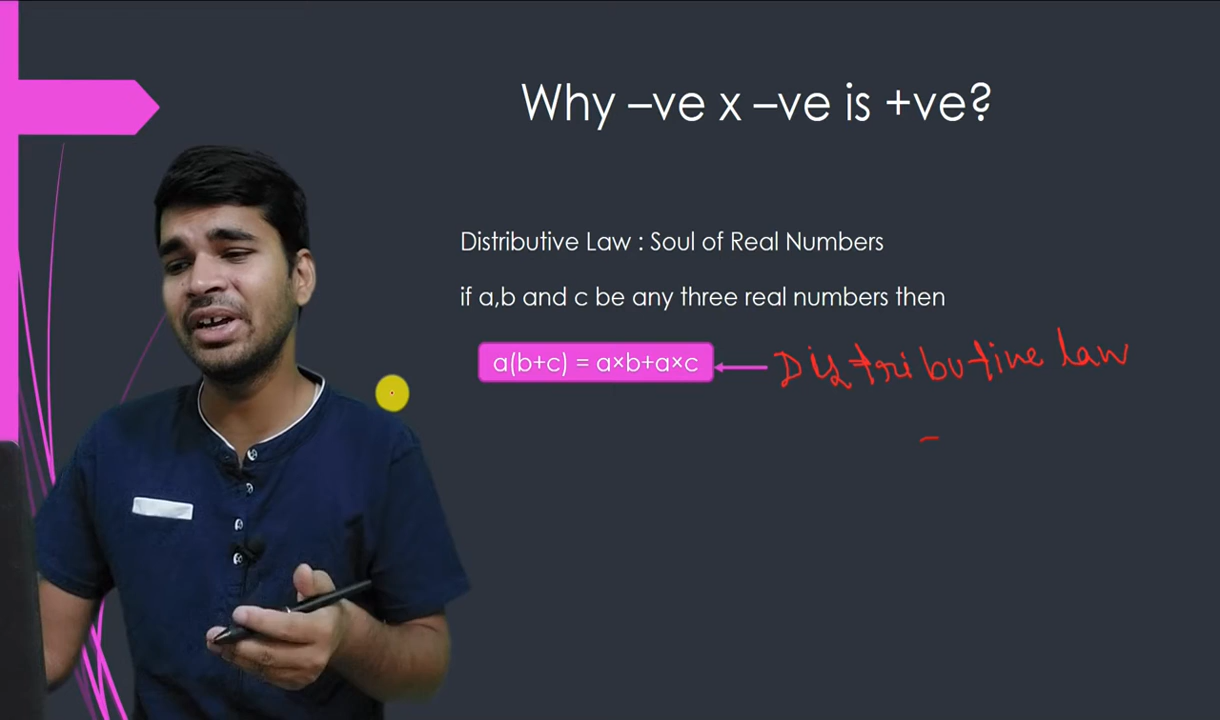 Why –ve x –ve is +ve?
Distributive Law : Soul of Real Numbers
if a,b and c be any three real numbers then
a(b+c) = a×b+a×c
Distributive law